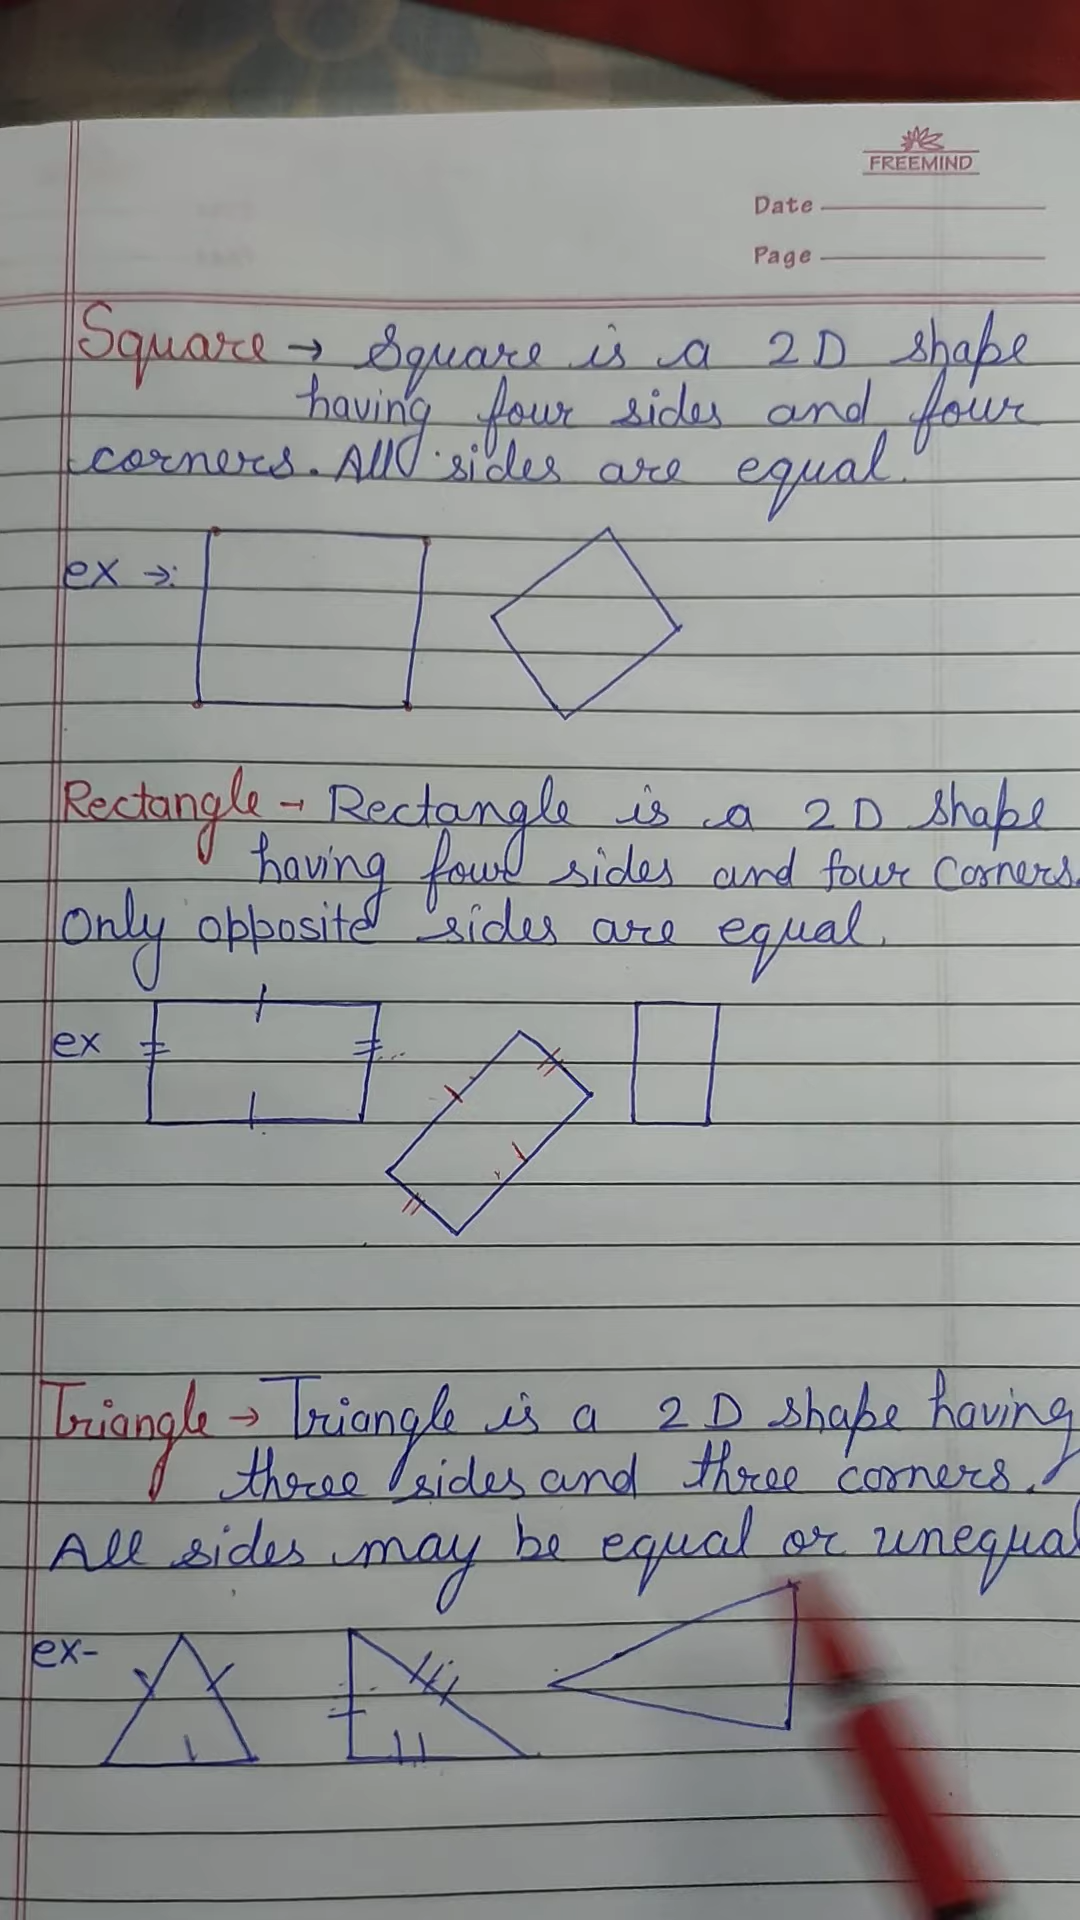 FREEMIND
Date
Page
Square → Square is a 2D shape
having four sides and four
corners. All sides are equal.
ex →:
Rectangle → Rectangle is a 2D shape
having four sides and four corners.
Only opposite sides are equal.
ex
Triangle → Triangle is a 2D shape having
three sides and three corners.
All sides may be equal or unequal
ex-